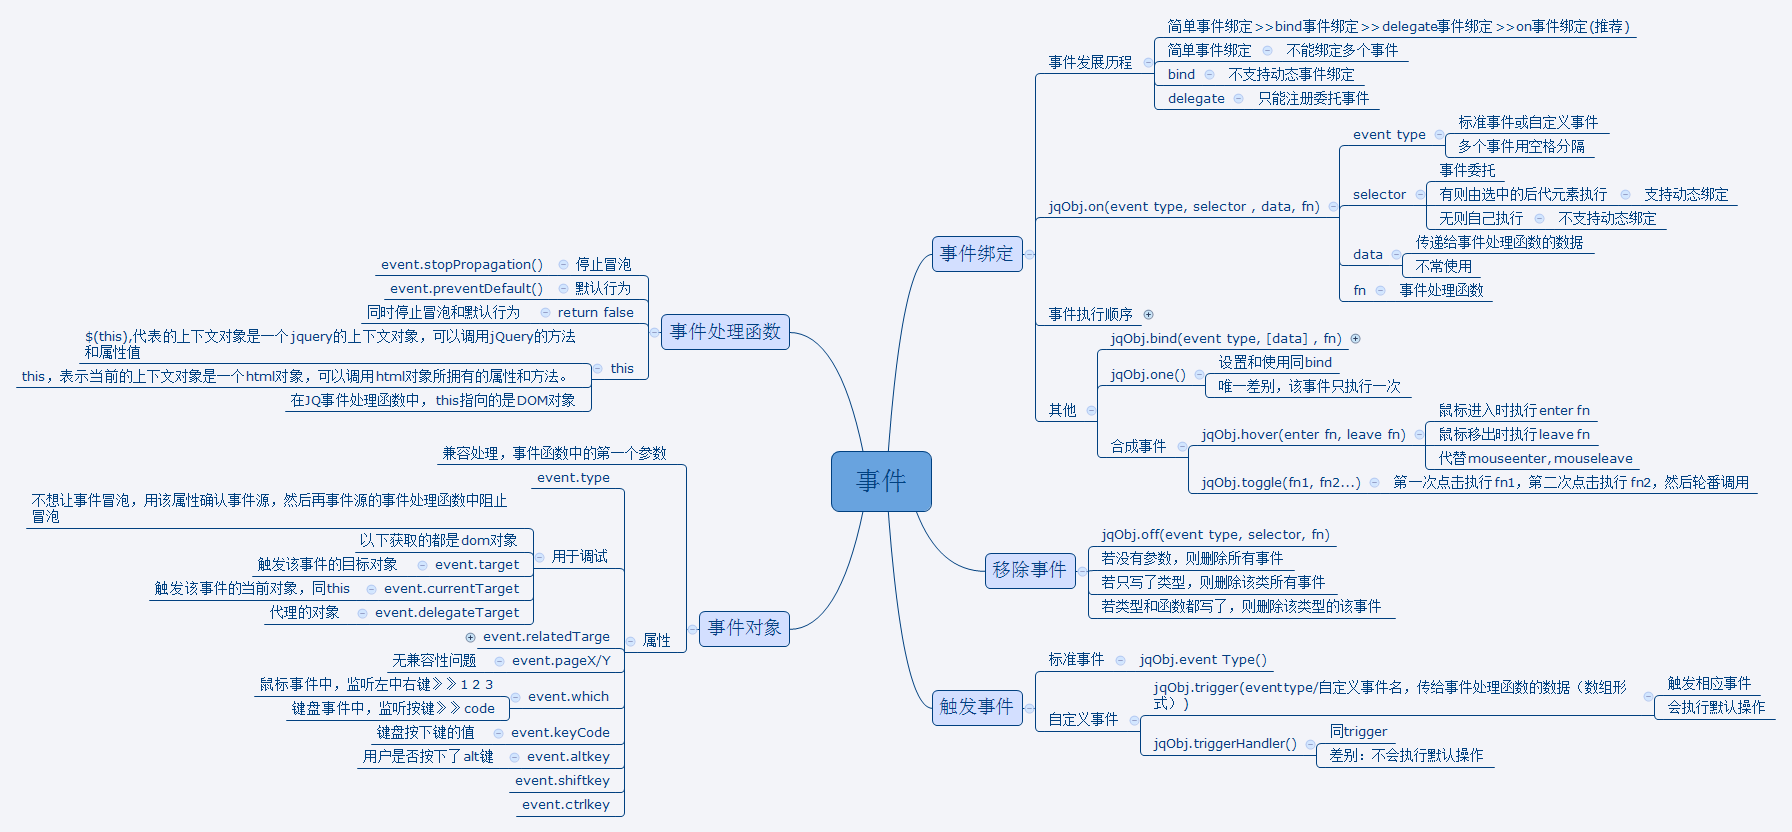 事件
事件绑定
事件发展历程
简单事件绑定>>bind事件绑定>>delegate事件绑定>>on事件绑定(推荐)
简单事件绑定
不能绑定多个事件
bind
不支持动态事件绑定
delegate
只能注册委托事件
jqObj.on(event type, selector , data, fn)
event type
标准事件或自定义事件
多个事件用空格分隔
selector
事件委托
有则由选中的后代元素执行
支持动态绑定
无则自己执行
不支持动态绑定
data
传递给事件处理函数的数据
不常使用
fn
事件处理函数
事件执行顺序
其他
jqObj.bind(event type, [data] , fn)
jqObj.one()
设置和使用同bind
唯一差别，该事件只执行一次
合成事件
jqObj.hover(enter fn, leave fn)
鼠标进入时执行enter fn
鼠标移出时执行leave fn
代替mouseenter, mouseleave
jqObj.toggle(fn1, fn2...)
第一次点击执行fn1，第二次点击执行 fn2，然后轮番调用
移除事件
jqObj.off(event type, selector, fn)
若没有参数，则删除所有事件
若只写了类型，则删除该类所有事件
若类型和函数都写了，则删除该类型的该事件
触发事件
标准事件
jqObj.event Type()
自定义事件
jqObj.trigger(eventtype/自定义事件名，传给事件处理函数的数据（数组形
式）)
触发相应事件
会执行默认操作
jqObj.triggerHandler()
同trigger
差别：不会执行默认操作
事件处理函数
event.stopPropagation()
停止冒泡
event.preventDefault()
默认行为
同时停止冒泡和默认行为
return false
this
$(this),代表的上下文对象是一个jquery的上下文对象，可以调用jQuery的方法
和属性值
this，表示当前的上下文对象是一个html对象，可以调用html对象所拥有的属性和方法。
在JQ事件处理函数中，this指向的是DOM对象
事件对象
兼容处理，事件函数中的第一个参数
属性
event.type
用于调试
不想让事件冒泡，用该属性确认事件源，然后再事件源的事件处理函数中阻止
冒泡
以下获取的都是dom对象
触发该事件的目标对象
event.target
触发该事件的当前对象，同this
event.currentTarget
代理的对象
event.delegateTarget
event.relatedTarge
无兼容性问题
event.pageX/Y
event.which
鼠标事件中，监听左中右键》》1 2 3
键盘事件中，监听按键》》code
键盘按下键的值
event.keyCode
用户是否按下了alt键
event.altkey
event.shiftkey
event.ctrlkey